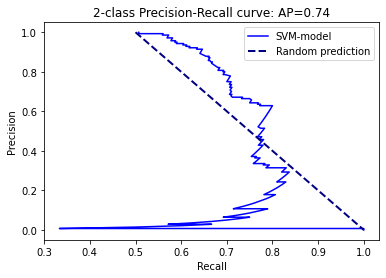 2-class Precision-Recall curve: AP=0.74
SVM-model
Random prediction
Precision
1.0
0.8
0.6
0.4
0.2
0.0
0.3
0.4
0.5
0.6
0.7
0.8
0.9
1.0
Recall